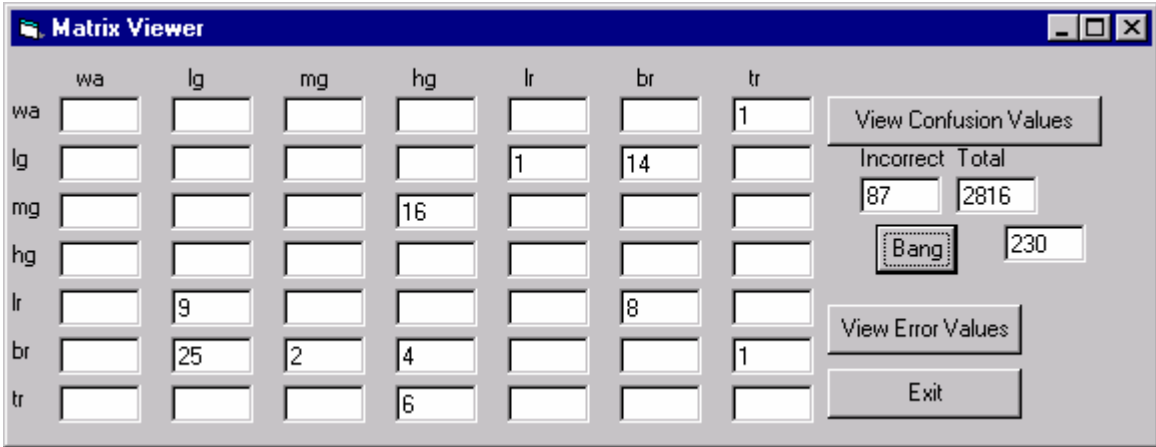 Matrix Viewer
wa lg mg hg lr br tr
wa 1 View Confusion Values
lg 1 14 Incorrect Total
mg 16 87 2816
hg Bang 230
lr 9 8 View Error Values
br 25 2 4 1
tr 6 Exit